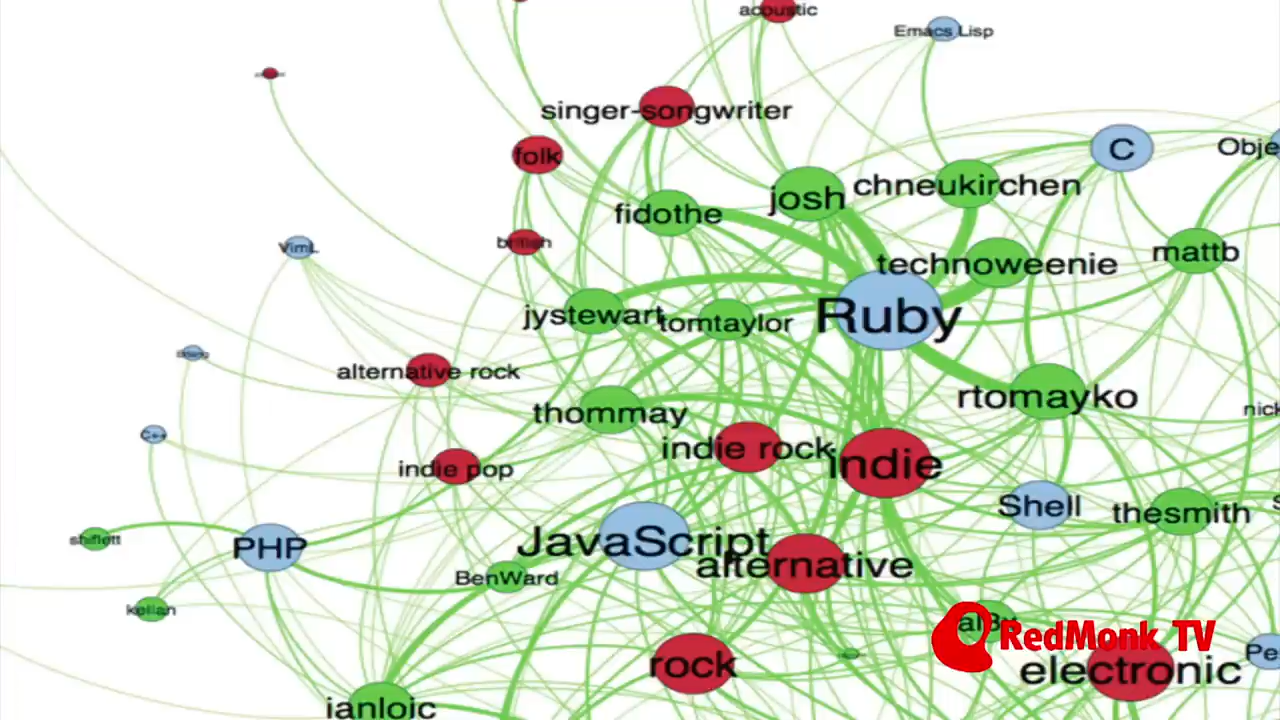 acoustic
Emacs Lisp
singer-songwriter
C
Obje
folk
chneukirchen
josh
fidothe
british
VimL
mattb
technoweenie
jystewart
tomtaylor
Ruby
alternative rock
rtomayko
thommay
nick
C++
indie rock
indie
indie pop
Shell
thesmith
shiflett
PHP
JavaScript
alternative
BenWard
kellan
RedMonk TV
rock
electronic
Pe
ianloic